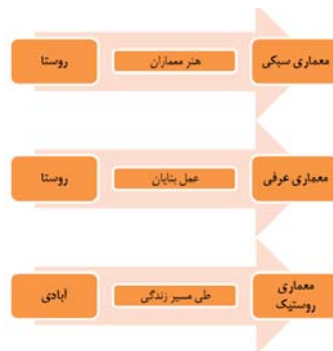 روستا
هنر معماران
معماری سبکی
روستا
عمل بنایان
معماری عرفی
آبادی
طی مسیر زندگی
معماری
روستیک